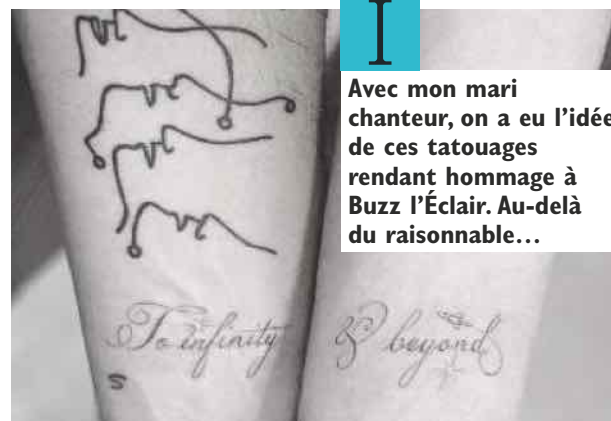 I
Avec mon mari
chanteur, on a eu l’idée
de ces tatouages
rendant hommage à
Buzz l’Éclair. Au-delà
du raisonnable…
To infinity
& beyond
s